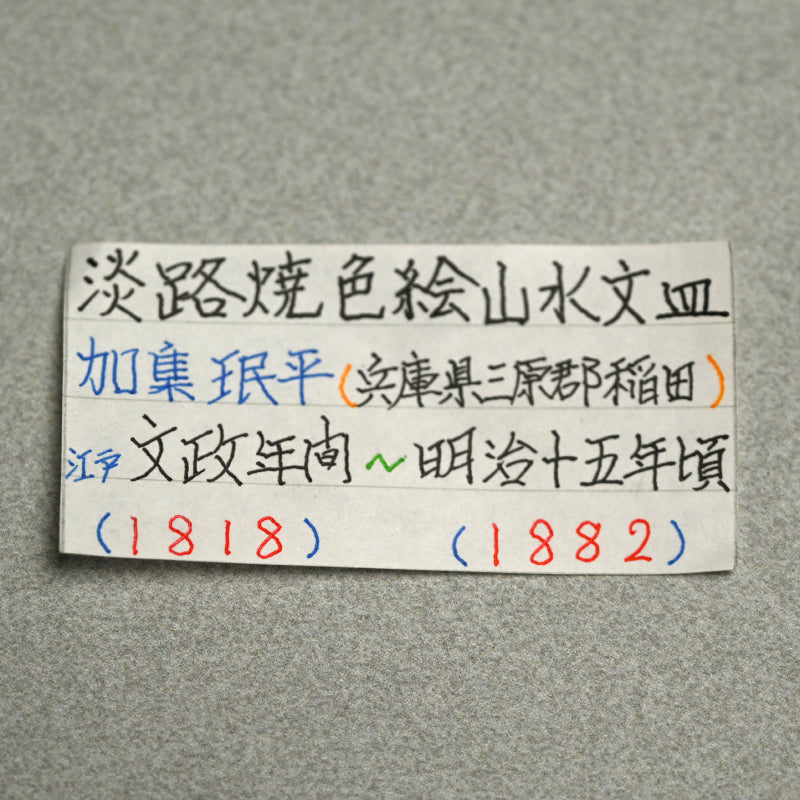 淡路焼色絵山水文皿
加集珉平(兵庫県三原郡稲田)
江戸文政年間~明治十五年頃
(1818) (1882)